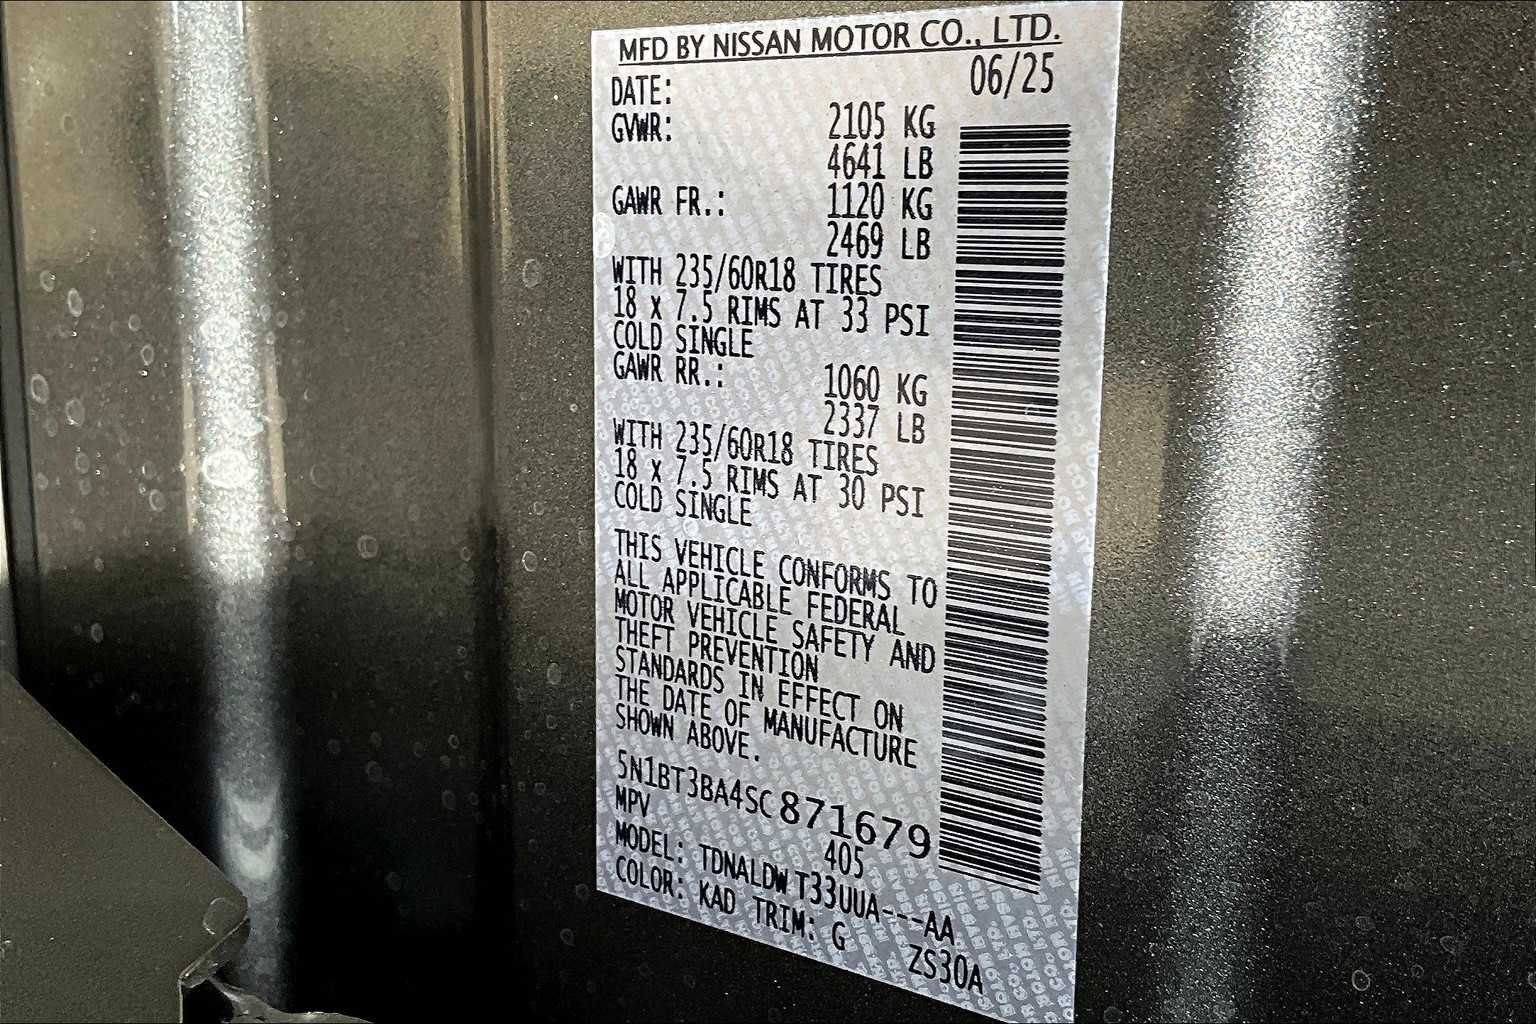 MFD BY NISSAN MOTOR CO., LTD.
DATE: 06/25
GVWR: 2105 KG
4641 LB
GAWR FR.: 1120 KG
2469 LB
WITH 235/60R18 TIRES
18 x 7.5 RIMS AT 33 PSI
COLD SINGLE
GAWR RR.: 1060 KG
2337 LB
WITH 235/60R18 TIRES
18 x 7.5 RIMS AT 30 PSI
COLD SINGLE
THIS VEHICLE CONFORMS TO
ALL APPLICABLE FEDERAL
MOTOR VEHICLE SAFETY AND
THEFT PREVENTION
STANDARDS IN EFFECT ON
THE DATE OF MANUFACTURE
SHOWN ABOVE.
5N1BT3BA4SC871679
MPV 405
MODEL: TDNALDWT33UUA---AA
COLOR: KAD TRIM: G ZS30A